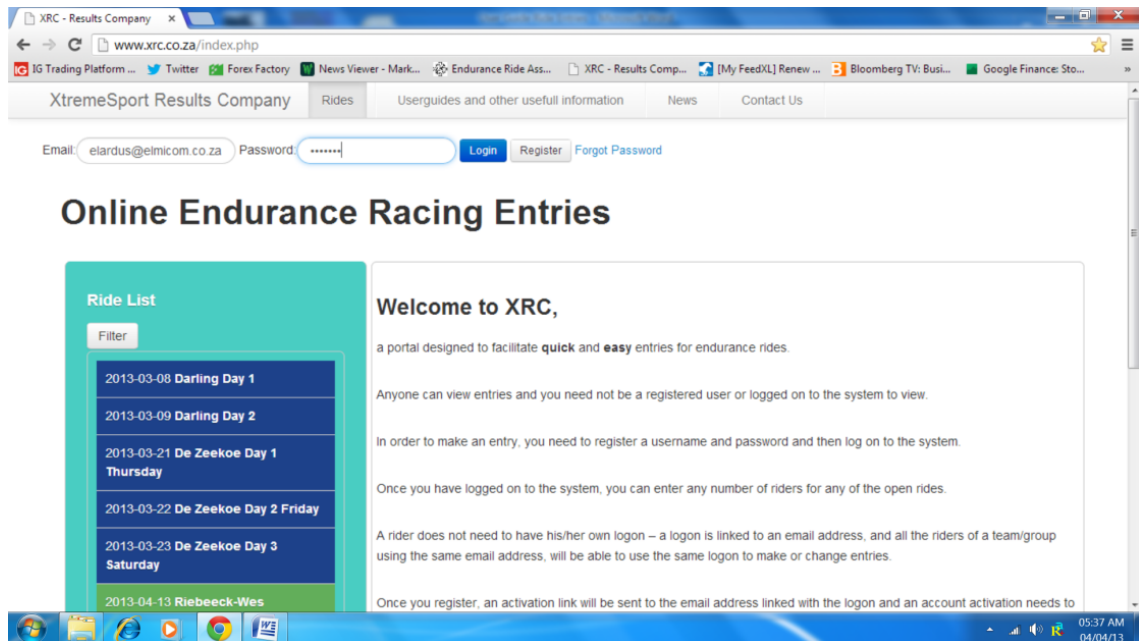 XRC - Results Company
www.xrc.co.za/index.php
IG Trading Platform ... Twitter Forex Factory News Viewer - Mark... Endurance Ride Ass... XRC - Results Comp... [My FeedXL] Renew ... Bloomberg TV: Busi... Google Finance: Sto... »
XtremeSport Results Company Rides Userguides and other usefull information News Contact Us
Email: elardus@elmicom.co.za Password: ••••••• Login Register Forgot Password
Online Endurance Racing Entries
Ride List
Filter
2013-03-08 Darling Day 1
2013-03-09 Darling Day 2
2013-03-21 De Zeekoe Day 1
Thursday
2013-03-22 De Zeekoe Day 2 Friday
2013-03-23 De Zeekoe Day 3
Saturday
2013-04-13 Riebeeck-Wes
Welcome to XRC,
a portal designed to facilitate quick and easy entries for endurance rides.
Anyone can view entries and you need not be a registered user or logged on to the system to view.
In order to make an entry, you need to register a username and password and then log on to the system.
Once you have logged on to the system, you can enter any number of riders for any of the open rides.
A rider does not need to have his/her own logon – a logon is linked to an email address, and all the riders of a team/group
using the same email address, will be able to use the same logon to make or change entries.
Once you register, an activation link will be sent to the email address linked with the logon and an account activation needs to
05:37 AM
04/04/13